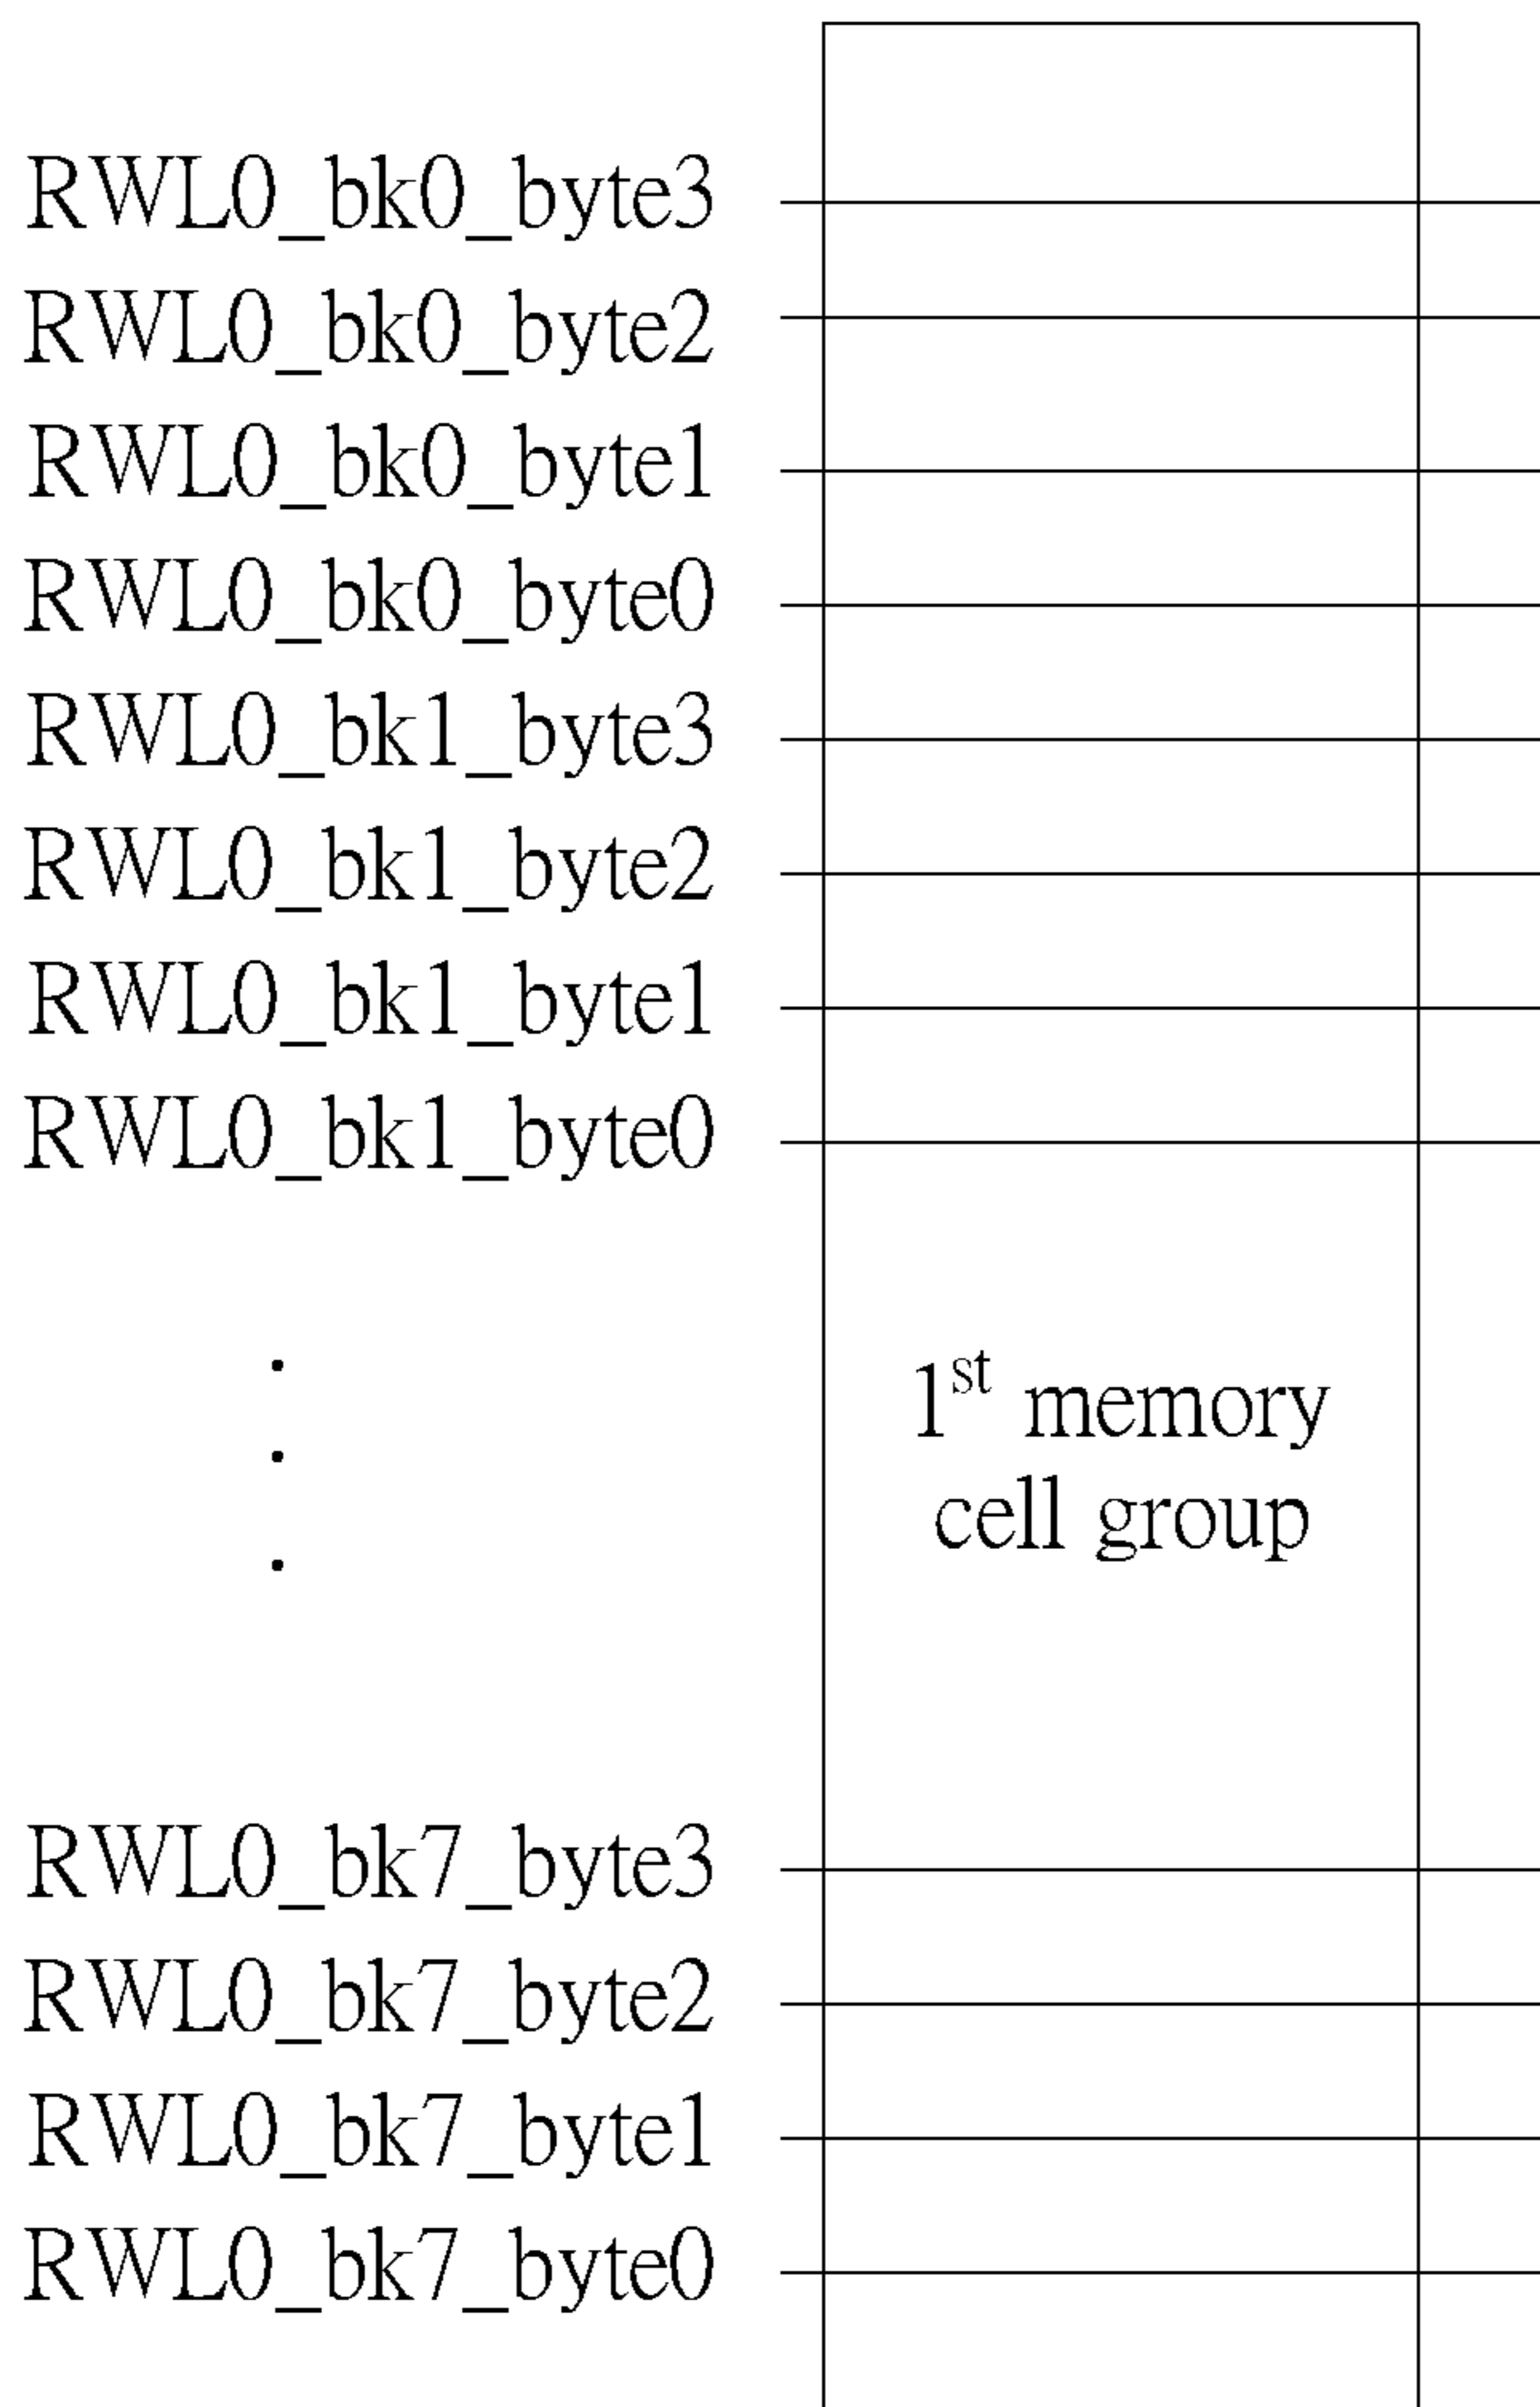 RWL0_bk0_byte3
RWL0_bk0_byte2
RWL0_bk0_byte1
RWL0_bk0_byte0
RWL0_bk1_byte3
RWL0_bk1_byte2
RWL0_bk1_byte1
RWL0_bk1_byte0
1st memory
cell group
RWL0_bk7_byte3
RWL0_bk7_byte2
RWL0_bk7_byte1
RWL0_bk7_byte0